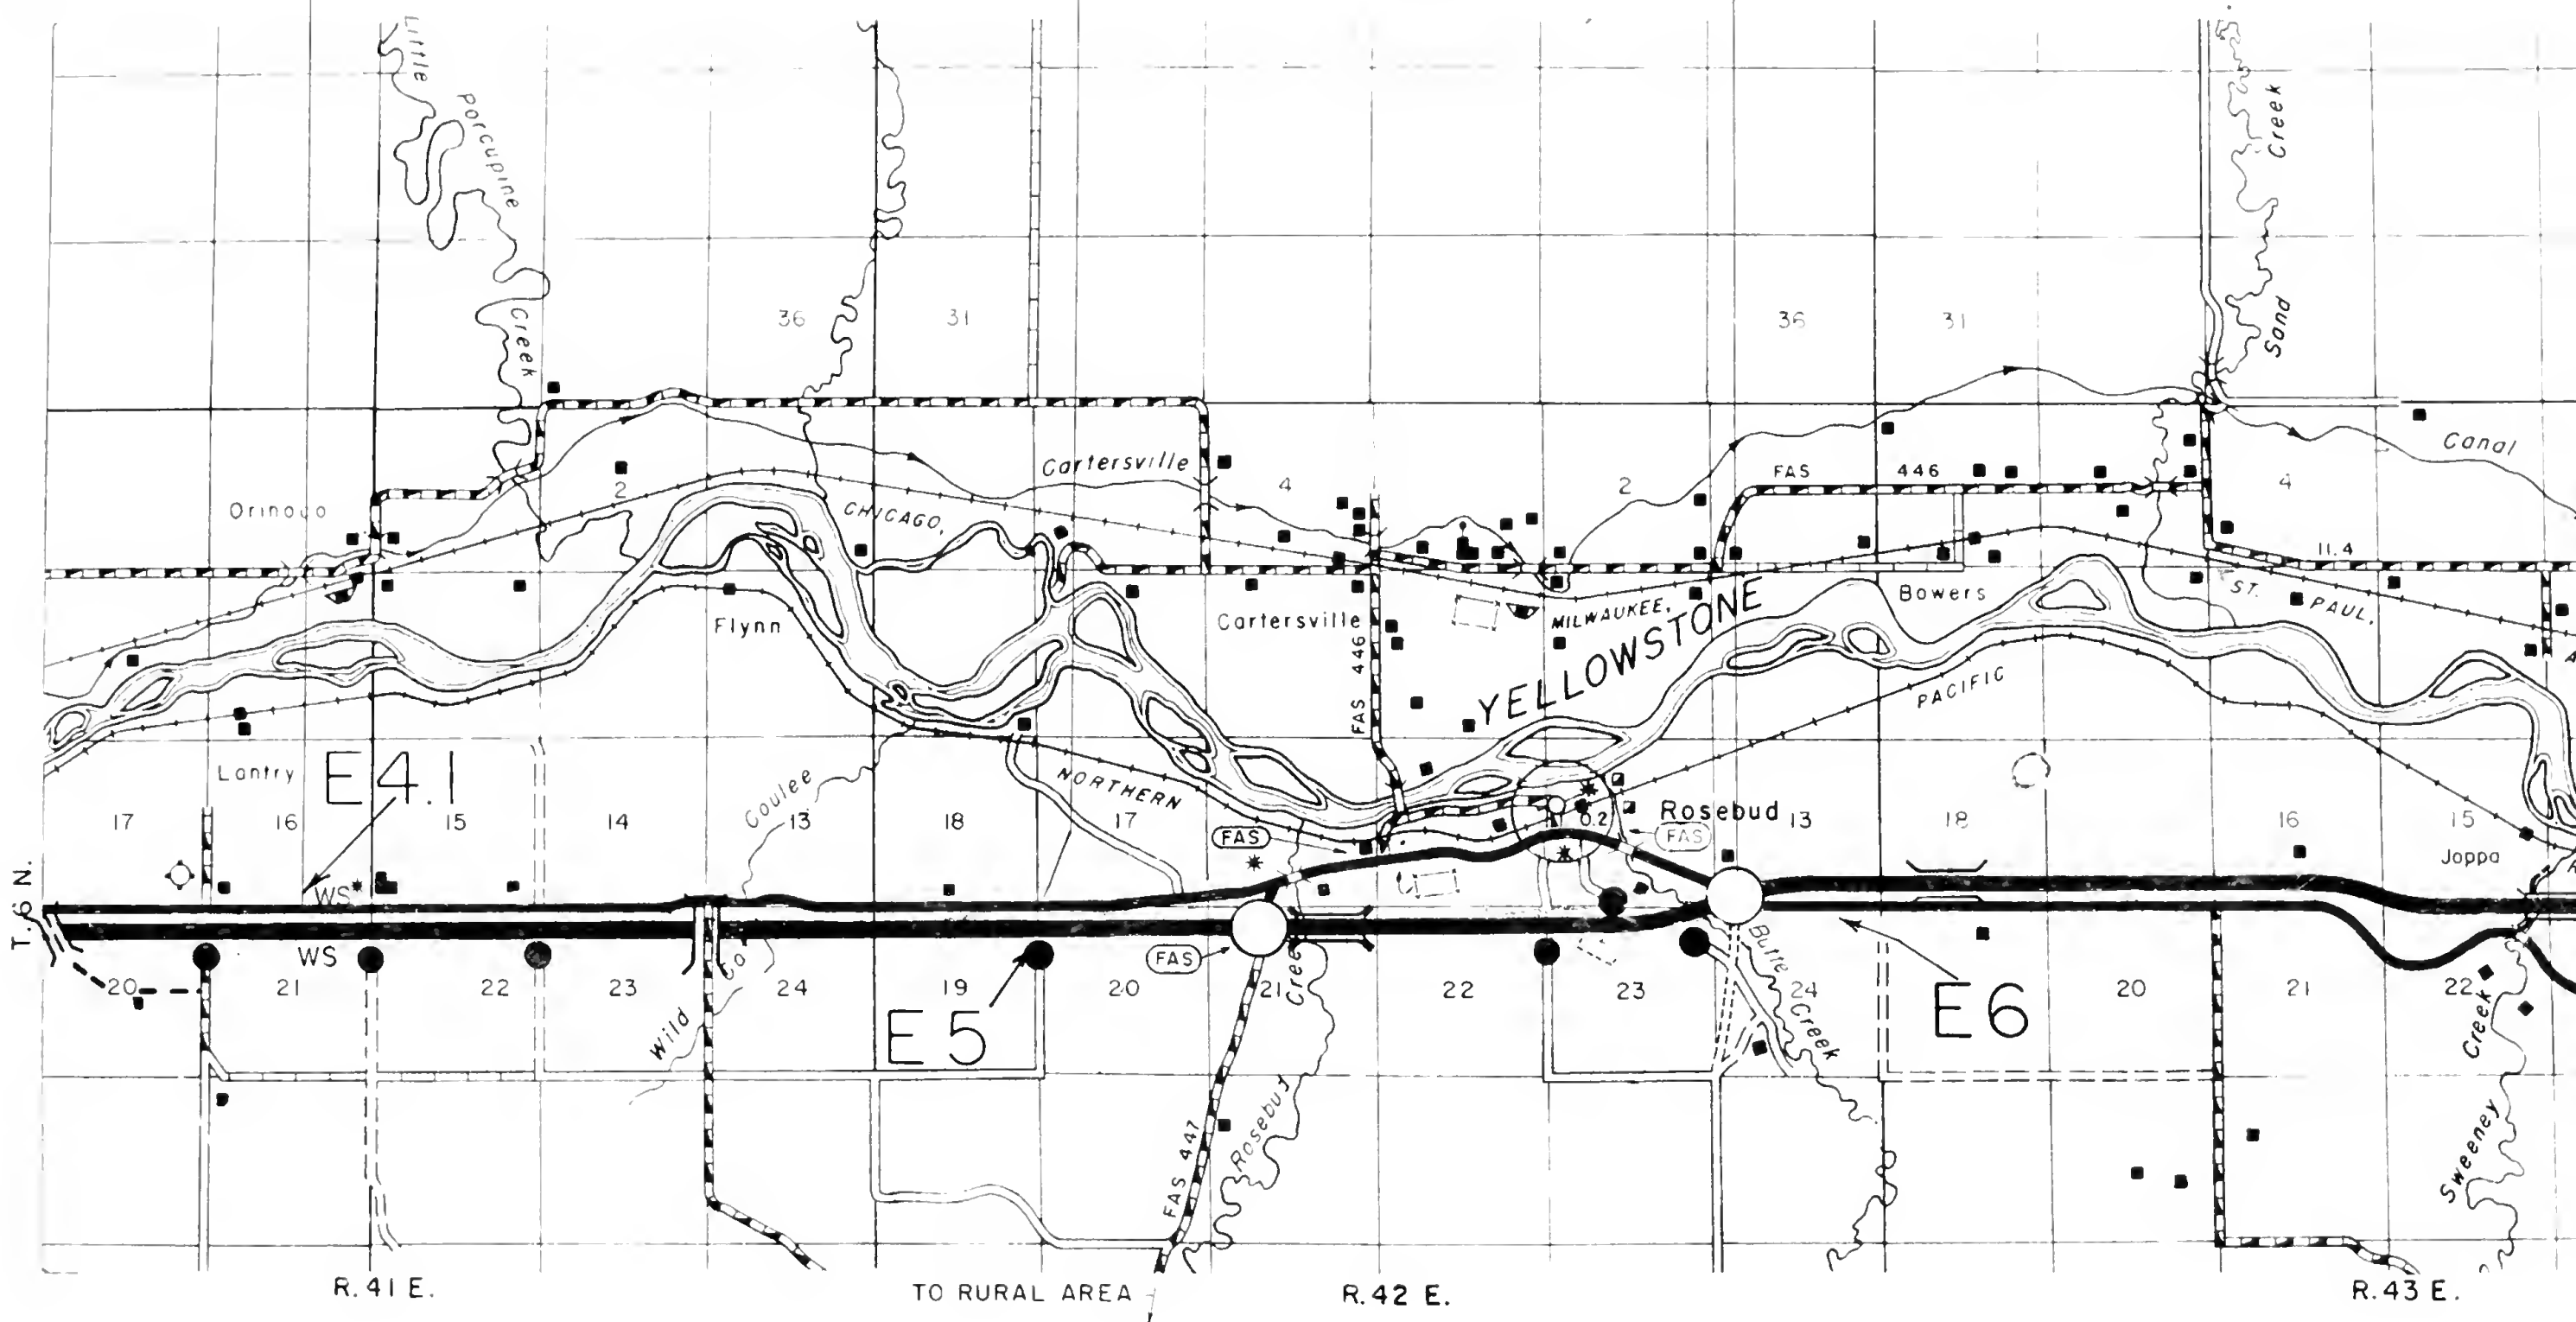 Little
Porcupine
Creek
Creek
Sand
36
31
36
31
Cartersville
Canal
2
4
2
FAS 446
4
CHICAGO,
11.4
Flynn
Cartersville
FAS 446
MILWAUKEE,
YELLOWSTONE
Bowers
ST. PAUL,
PACIFIC
Lantry
E 4.1
NORTHERN
Coulee
Rosebud
0.2
17
16
15
14
13
18
17
FAS
FAS
13
18
16
15
Joppa
T. 6 N.
WS
WS
FAS
20
21
22
23
24
19
20
21
22
23
24
20
21
22
Wild
Creek
Butte Creek
E 5
E 6
Sweeney Creek
FAS 447
Rosebud
R. 41 E.
TO RURAL AREA
R. 42 E.
R. 43 E.